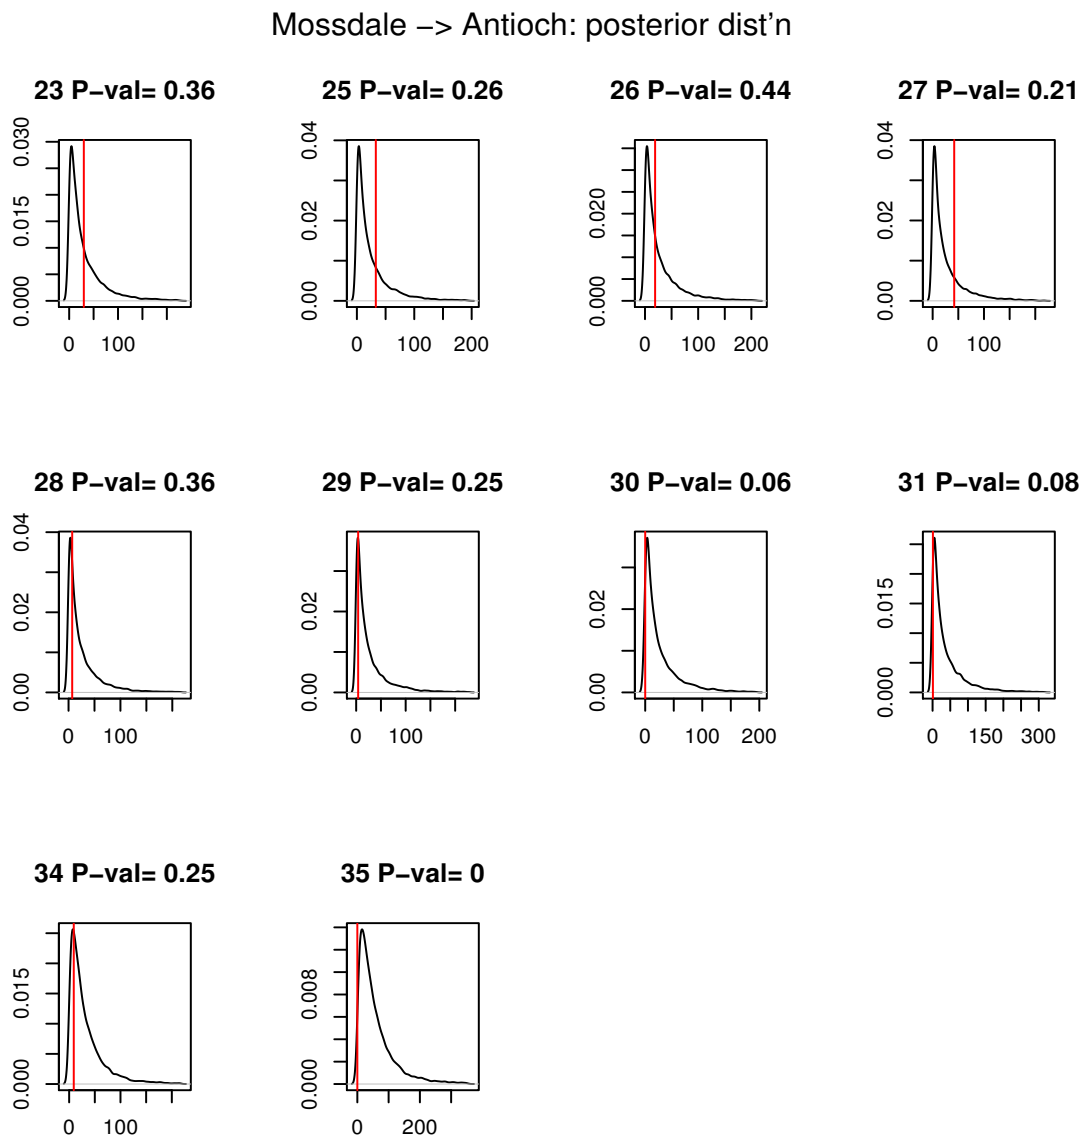 Mossdale −> Antioch: posterior dist'n
23 P−val= 0.36
25 P−val= 0.26
26 P−val= 0.44
27 P−val= 0.21
0.000 0.015 0.030
0 100
0.00 0.02 0.04
0 100 200
0.000 0.020
0 100 200
0.00 0.02 0.04
0 100
28 P−val= 0.36
29 P−val= 0.25
30 P−val= 0.06
31 P−val= 0.08
0.00 0.02 0.04
0 100
0.00 0.02
0 100
0.00 0.02
0 100 200
0.000 0.015
0 150 300
34 P−val= 0.25
35 P−val= 0
0.000 0.015
0 100
0.000 0.008
0 200